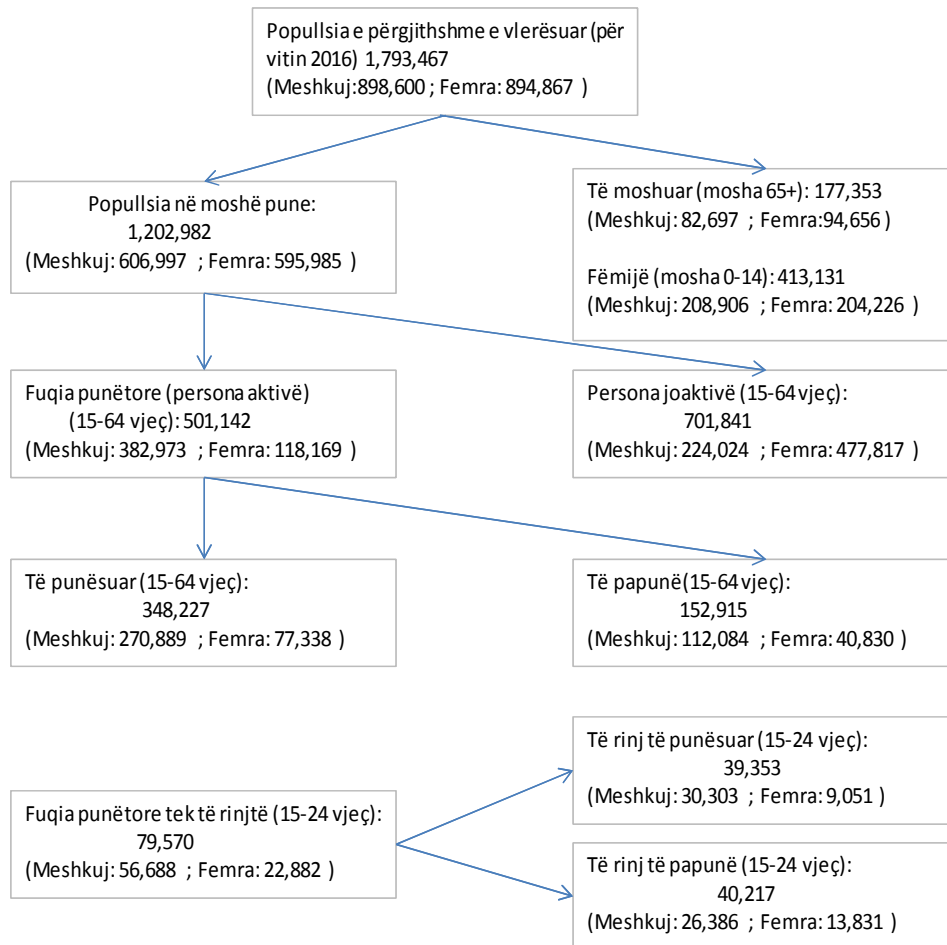 Popullsia e përgjithshme e vlerësuar (për
vitin 2016) 1,793,467
(Meshkuj:898,600 ; Femra: 894,867 )
Popullsia në moshë pune:
1,202,982
(Meshkuj: 606,997 ; Femra: 595,985 )
Të moshuar (mosha 65+): 177,353
(Meshkuj: 82,697 ; Femra:94,656 )
Fëmijë (mosha 0-14): 413,131
(Meshkuj: 208,906 ; Femra: 204,226 )
Fuqia punëtore (persona aktivë)
(15-64 vjeç): 501,142
(Meshkuj: 382,973 ; Femra: 118,169 )
Persona joaktivë (15-64 vjeç):
701,841
(Meshkuj: 224,024 ; Femra: 477,817 )
Të punësuar (15-64 vjeç):
348,227
(Meshkuj: 270,889 ; Femra: 77,338 )
Të papunë(15-64 vjeç):
152,915
(Meshkuj: 112,084 ; Femra: 40,830 )
Fuqia punëtore tek të rinjtë (15-24 vjeç):
79,570
(Meshkuj: 56,688 ; Femra: 22,882 )
Të rinj të punësuar (15-24 vjeç):
39,353
(Meshkuj: 30,303 ; Femra: 9,051 )
Të rinj të papunë (15-24 vjeç):
40,217
(Meshkuj: 26,386 ; Femra: 13,831 )